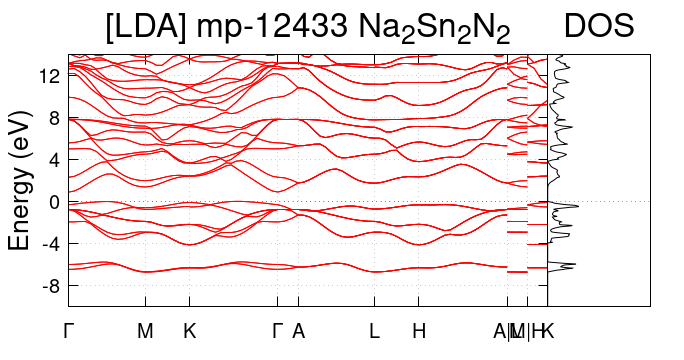 [LDA] mp-12433 Na₂Sn₂N₂
DOS
Energy (eV)
12
8
4
0
-4
-8
Γ M K Γ A L H A|L M|H K